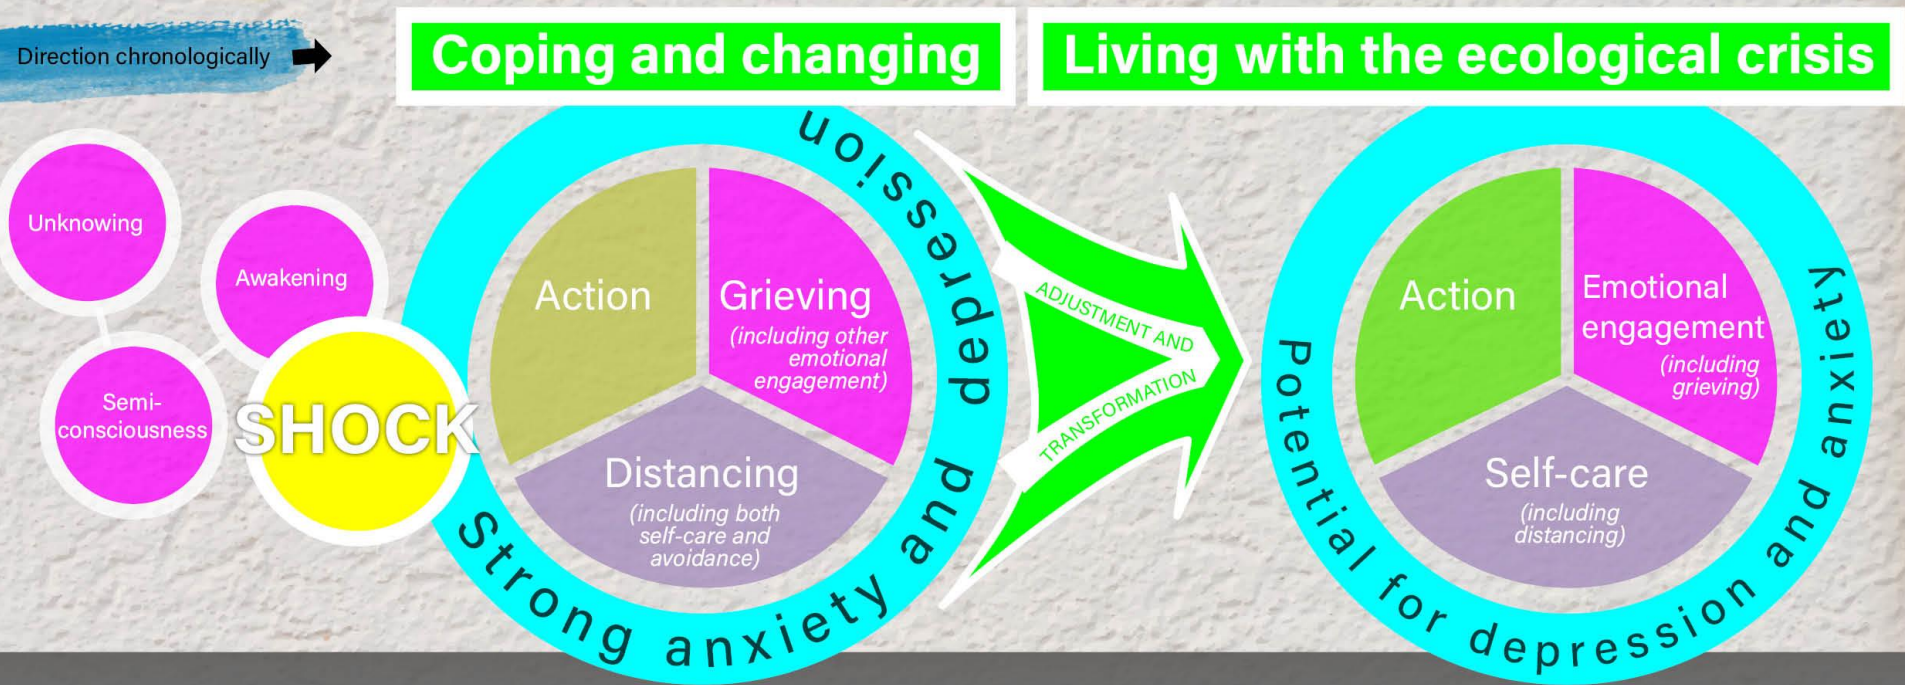 Direction chronologically
Coping and changing
Living with the ecological crisis
Unknowing
Semi-
consciousness
Awakening
SHOCK
Action
Grieving
(including other
emotional
engagement)
Distancing
(including both
self-care and
avoidance)
Strong anxiety and depression
ADJUSTMENT AND
TRANSFORMATION
Action
Emotional
engagement
(including
grieving)
Self-care
(including
distancing)
Potential for depression and anxiety